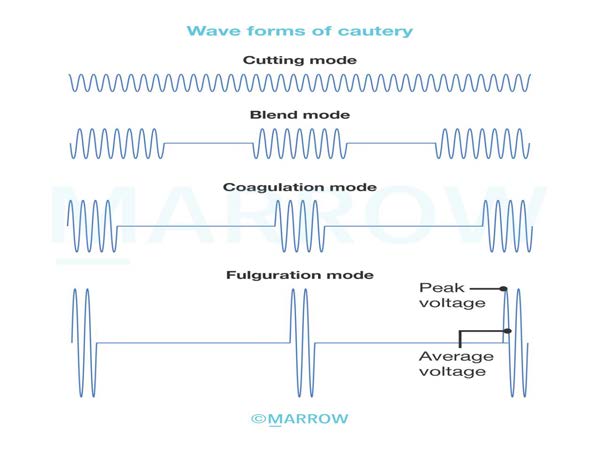 Wave forms of cautery
Cutting mode
Blend mode
Coagulation mode
MARROW
Fulguration mode
Peak
voltage
Average
voltage
©MARROW